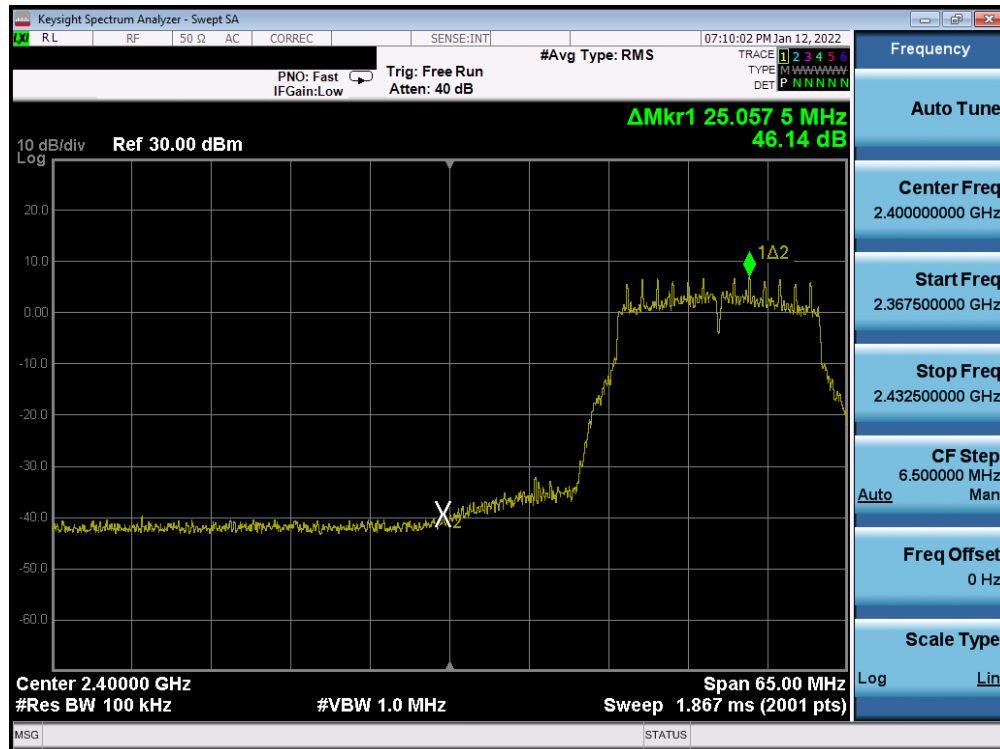 Keysight Spectrum Analyzer - Swept SA
LXI RL RF 50 Ω AC CORREC SENSE:INT 07:10:02 PM Jan 12, 2022
#Avg Type: RMS TRACE 1 2 3 4 5 6
PNO: Fast Trig: Free Run TYPE M W W W W W
IFGain:Low Atten: 40 dB DET P N N N N N
ΔMkr1 25.057 5 MHz
46.14 dB
10 dB/div Ref 30.00 dBm
Log
20.0
10.0
0.00
-10.0
-20.0
-30.0
-40.0
-50.0
-60.0
1Δ2
X2
Center 2.40000 GHz Span 65.00 MHz
#Res BW 100 kHz #VBW 1.0 MHz Sweep 1.867 ms (2001 pts)
MSG STATUS
Frequency
Auto Tune
Center Freq
2.400000000 GHz
Start Freq
2.367500000 GHz
Stop Freq
2.432500000 GHz
CF Step
6.500000 MHz
Auto Man
Freq Offset
0 Hz
Scale Type
Log Lin